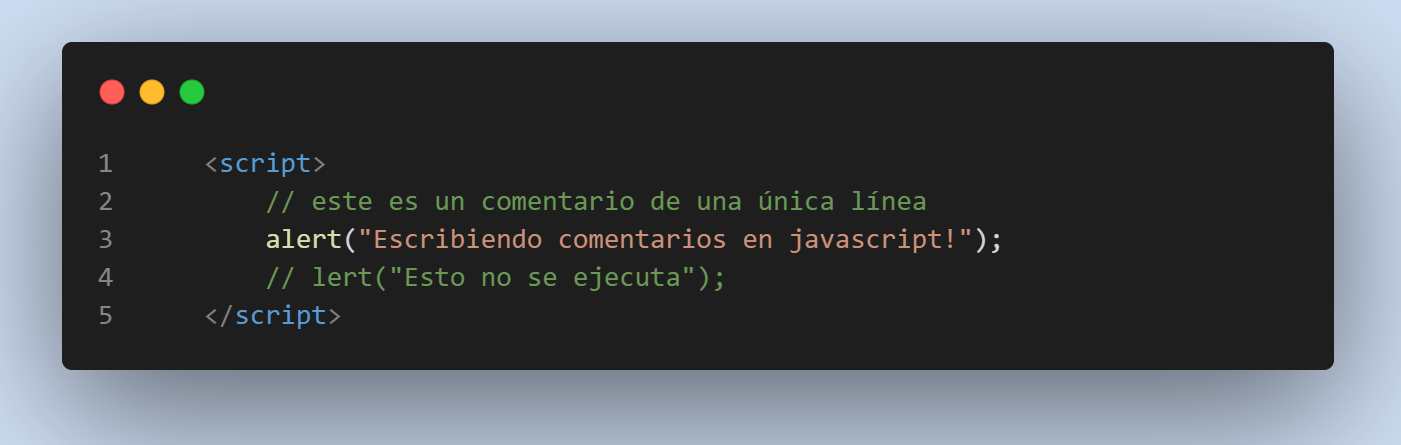 1 <script>
2 // este es un comentario de una única línea
3 alert("Escribiendo comentarios en javascript!");
4 // lert("Esto no se ejecuta");
5 </script>